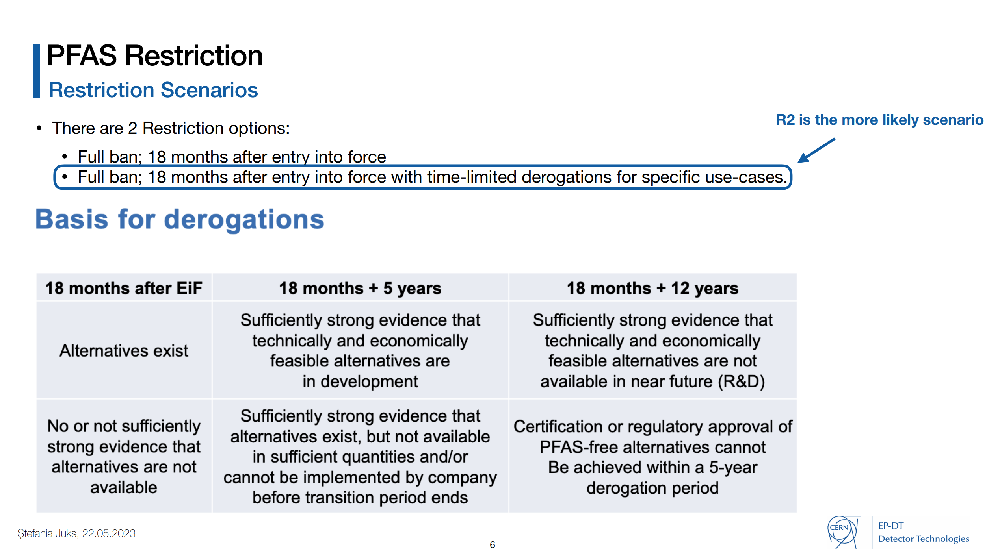 PFAS Restriction
Restriction Scenarios
R2 is the more likely scenario
• There are 2 Restriction options:
• Full ban; 18 months after entry into force
• Full ban; 18 months after entry into force with time-limited derogations for specific use-cases.
Basis for derogations
18 months after EiF
18 months + 5 years
18 months + 12 years
Alternatives exist
Sufficiently strong evidence that
technically and economically
feasible alternatives are
in development
Sufficiently strong evidence that
technically and economically
feasible alternatives are not
available in near future (R&D)
No or not sufficiently
strong evidence that
alternatives are not
available
Sufficiently strong evidence that
alternatives exist, but not available
in sufficient quantities and/or
cannot be implemented by company
before transition period ends
Certification or regulatory approval of
PFAS-free alternatives cannot
Be achieved within a 5-year
derogation period
Ștefania Juks, 22.05.2023
6
CERN
EP-DT
Detector Technologies